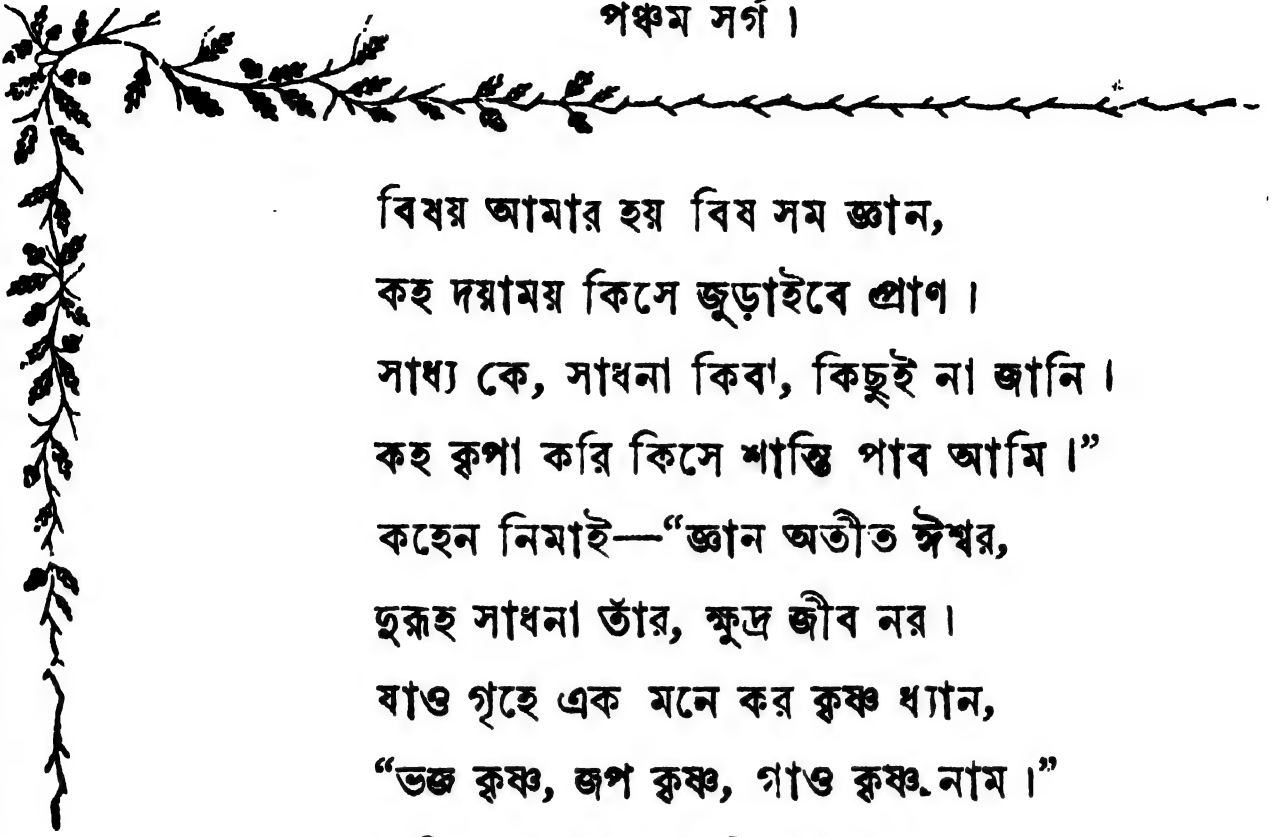 পঞ্চম সর্গ।
বিষয় আমার হয় বিষ সম জ্ঞান,
কহ দয়াময় কিসে জুড়াইবে প্রাণ।
সাধ্য কে, সাধনা কিবা, কিছুই না জানি।
কহ কৃপা করি কিসে শান্তি পাব আমি।”
কহেন নিমাই—“জ্ঞান অতীত ঈশ্বর,
দুরূহ সাধনা তাঁর, ক্ষুদ্র জীব নর।
যাও গৃহে এক মনে কর কৃষ্ণ ধ্যান,
“ভজ কৃষ্ণ, জপ কৃষ্ণ, গাও কৃষ্ণ নাম।”